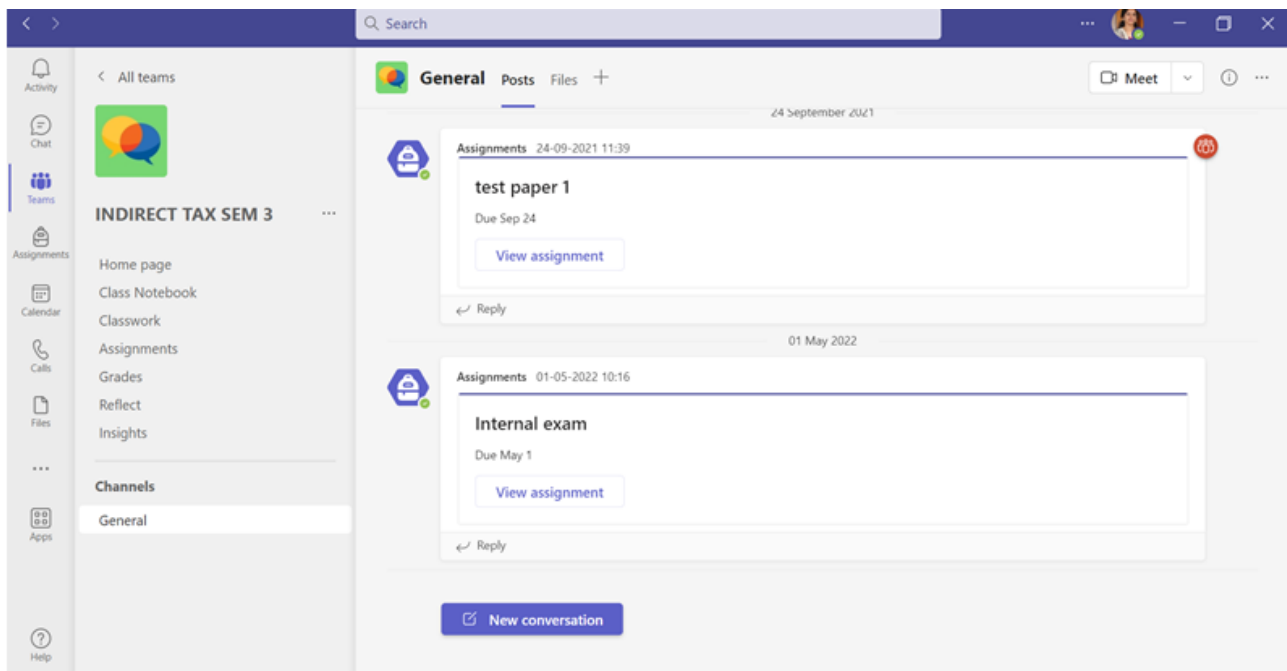 Search
Activity
Chat
Teams
Assignments
Calendar
Calls
Files
Apps
Help
All teams
INDIRECT TAX SEM 3
Home page
Class Notebook
Classwork
Assignments
Grades
Reflect
Insights
Channels
General
General Posts Files
Meet
24 September 2021
Assignments 24-09-2021 11:39
test paper 1
Due Sep 24
View assignment
Reply
01 May 2022
Assignments 01-05-2022 10:16
Internal exam
Due May 1
View assignment
Reply
New conversation